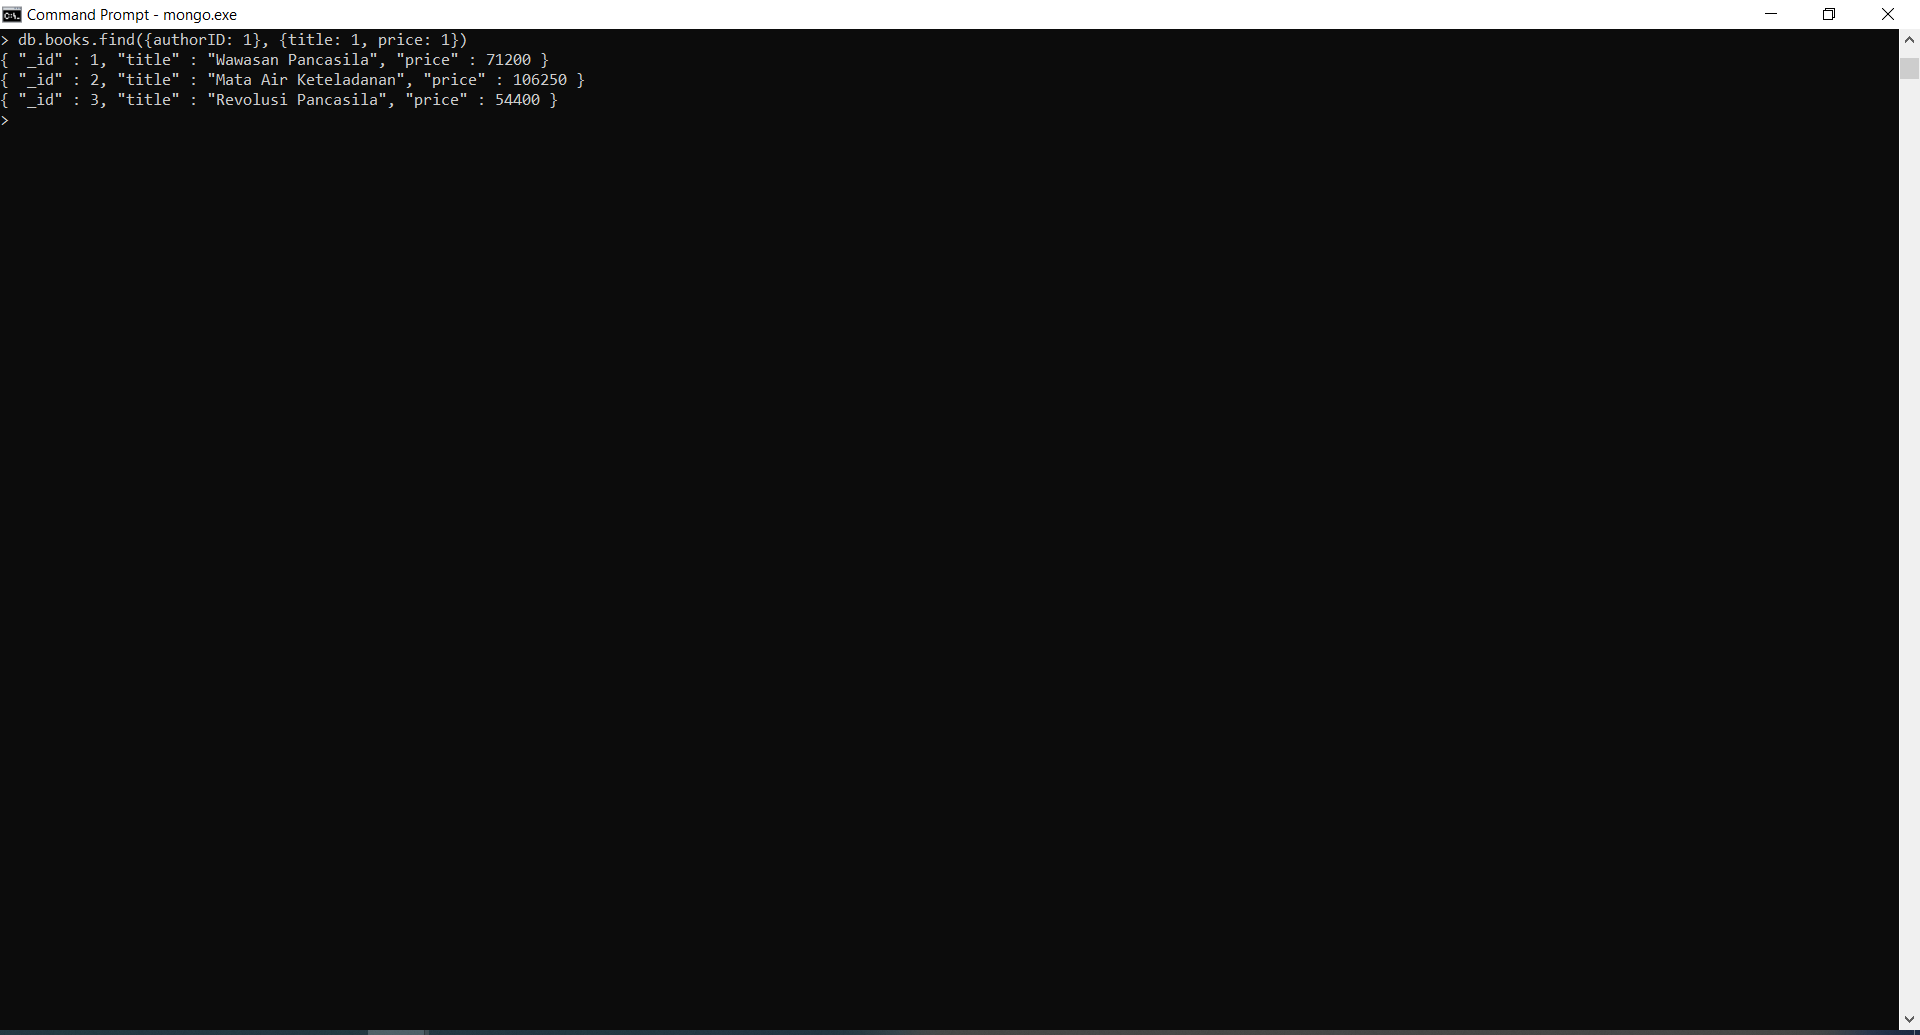 Command Prompt - mongo.exe
> db.books.find({authorID: 1}, {title: 1, price: 1})
{ "_id" : 1, "title" : "Wawasan Pancasila", "price" : 71200 }
{ "_id" : 2, "title" : "Mata Air Keteladanan", "price" : 106250 }
{ "_id" : 3, "title" : "Revolusi Pancasila", "price" : 54400 }
>